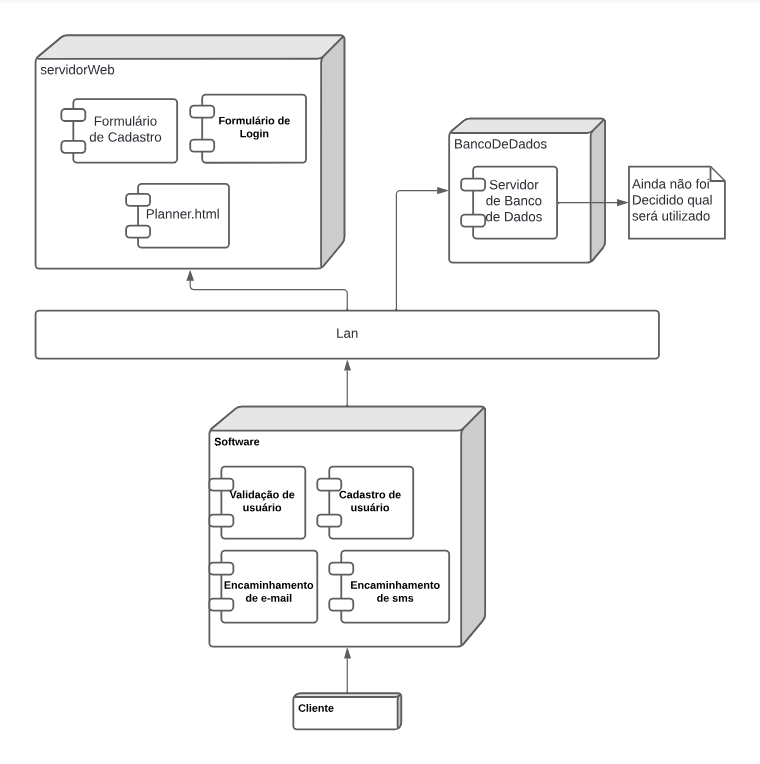 servidorWeb
Formulário
de Cadastro
Formulário de
Login
Planner.html
BancoDeDados
Servidor
de Banco
de Dados
Ainda não foi
Decidido qual
será utilizado
Lan
Software
Validação de
usuário
Cadastro de
usuário
Encaminhamento
de e-mail
Encaminhamento
de sms
Cliente